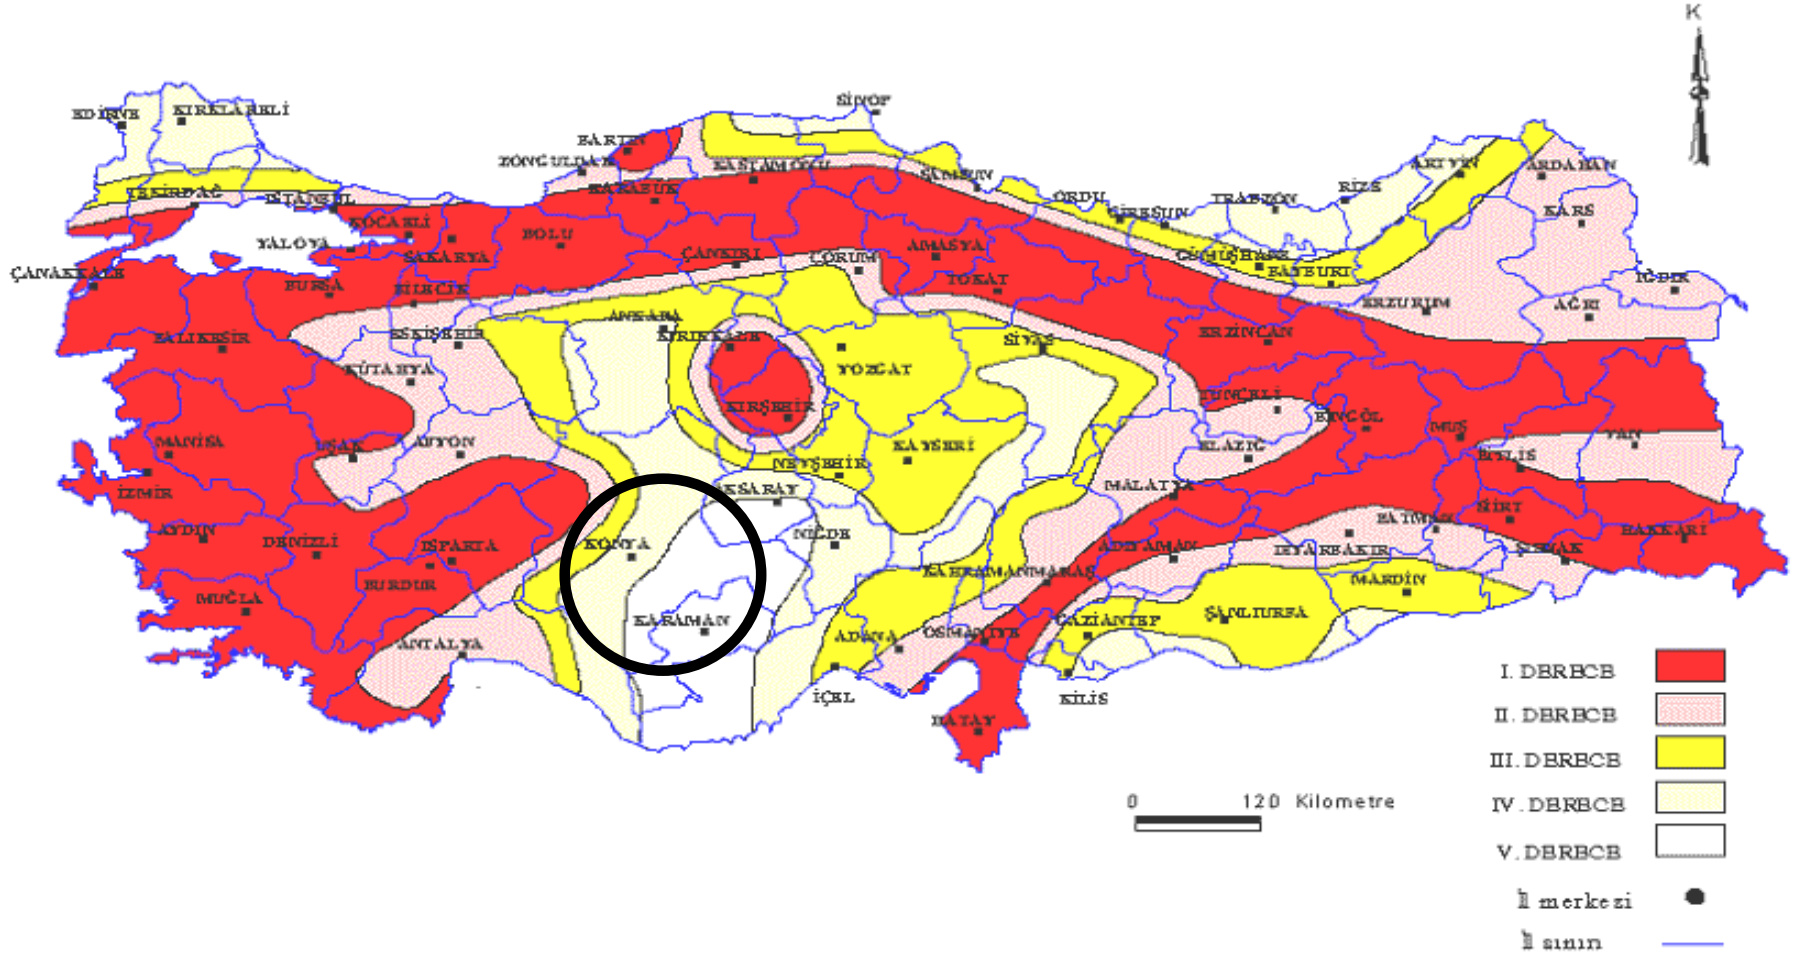 K
SİNOP
EDİRNE
KIRKLARELİ
BARTIN
ZONGULDAK
KASTAMONU
KARABÜK
SAMSUN
ARTVİN
ARDAHAN
TEKİRDAĞ
İSTANBUL
ORDU
GİRESUN
TRABZON
RİZE
KARS
KOCAELİ
YALOVA
SAKARYA
BOLU
ÇANKIRI
ÇORUM
AMASYA
TOKAT
GÜMÜŞHANE
BAYBURT
ÇANAKKALE
BURSA
BİLECİK
ERZURUM
AĞRI
IĞDIR
BALIKESİR
ESKİŞEHİR
ANKARA
KIRIKKALE
SİVAS
ERZİNCAN
KÜTAHYA
YOZGAT
KIRŞEHİR
TUNCELİ
BİNGÖL
MUŞ
VAN
MANİSA
UŞAK
AFYON
KAYSERİ
ELAZIĞ
BİTLİS
NEVŞEHİR
İZMİR
AKSARAY
MALATYA
SİİRT
AYDIN
DENİZLİ
ISPARTA
KONYA
NİĞDE
ADIYAMAN
DİYARBAKIR
BATMAN
ŞIRNAK
HAKKARİ
BURDUR
KAHRAMANMARAŞ
MARDİN
MUĞLA
KARAMAN
ŞANLIURFA
ANTALYA
ADANA
OSMANİYE
GAZİANTEP
İÇEL
KİLİS
HATAY
I. DERECE
II. DERECE
III. DERECE
IV. DERECE
V. DERECE
İl merkezi
İl sınırı
0 120 Kilometre